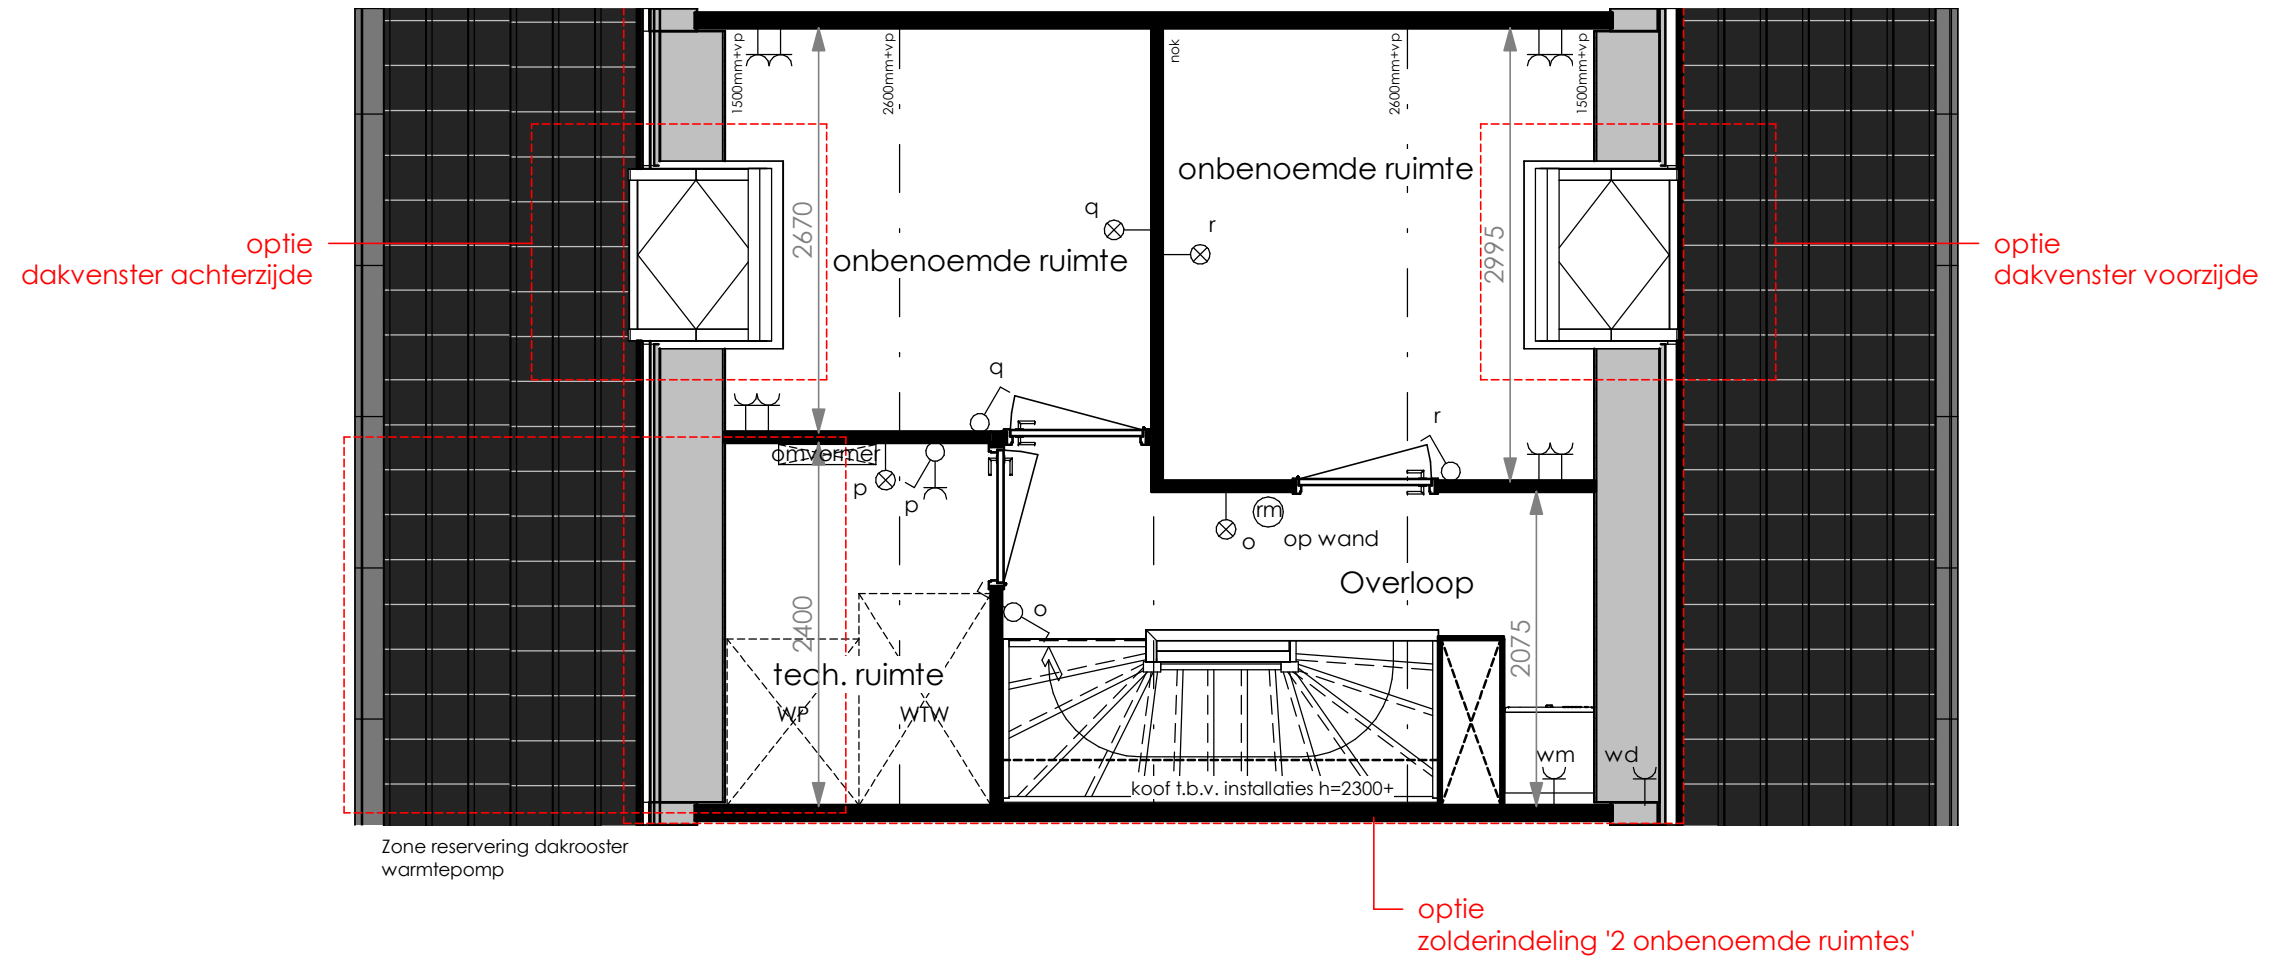 1500mm+vp
2600mm+vp
nok
2600mm+vp
1500mm+vp
onbenoemde ruimte
q
r
2670
2995
optie
dakvenster achterzijde
onbenoemde ruimte
optie
dakvenster voorzijde
q
r
omvormer
p
p
rm
o
op wand
Overloop
2400
o
2075
tech. ruimte
WP
WTW
wm
wd
koof t.b.v. installaties h=2300+
Zone reservering dakrooster
warmtepomp
optie
zolderindeling '2 onbenoemde ruimtes'